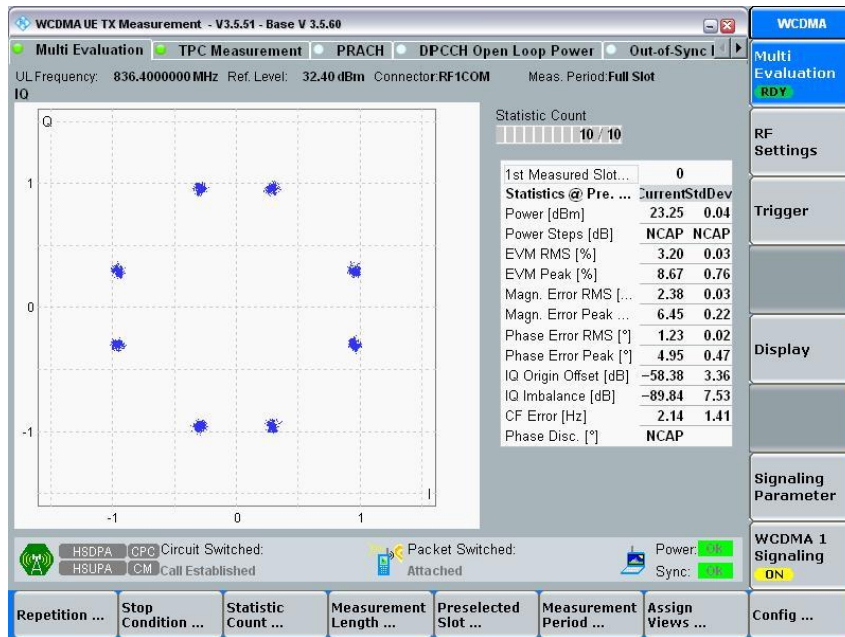 WCDMA UE TX Measurement - V3.5.51 - Base V 3.5.60
WCDMA
Multi Evaluation TPC Measurement PRACH DPCCH Open Loop Power Out-of-Sync
UL Frequency: 836.4000000 MHz Ref. Level: 32.40 dBm Connector:RF1COM Meas. Period:Full Slot
IQ
Q
1
0
-1
-1 0 1
I
Statistic Count
10 / 10
1st Measured Slot... 0
Statistics @ Pre. ... Current StdDev
Power [dBm] 23.25 0.04
Power Steps [dB] NCAP NCAP
EVM RMS [%] 3.20 0.03
EVM Peak [%] 8.67 0.76
Magn. Error RMS [... 2.38 0.03
Magn. Error Peak ... 6.45 0.22
Phase Error RMS [°] 1.23 0.02
Phase Error Peak [°] 4.95 0.47
IQ Origin Offset [dB] −58.38 3.36
IQ Imbalance [dB] −89.84 7.53
CF Error [Hz] 2.14 1.41
Phase Disc. [°] NCAP
Multi
Evaluation
RDY
RF
Settings
Trigger
Display
Signaling
Parameter
WCDMA 1
Signaling
ON
HSDPA CPC Circuit Switched: Packet Switched: Power: OK
HSUPA CM Call Established Attached Sync: OK
Repetition ...
Stop
Condition ...
Statistic
Count ...
Measurement
Length ...
Preselected
Slot ...
Measurement
Period ...
Assign
Views ...
Config ...